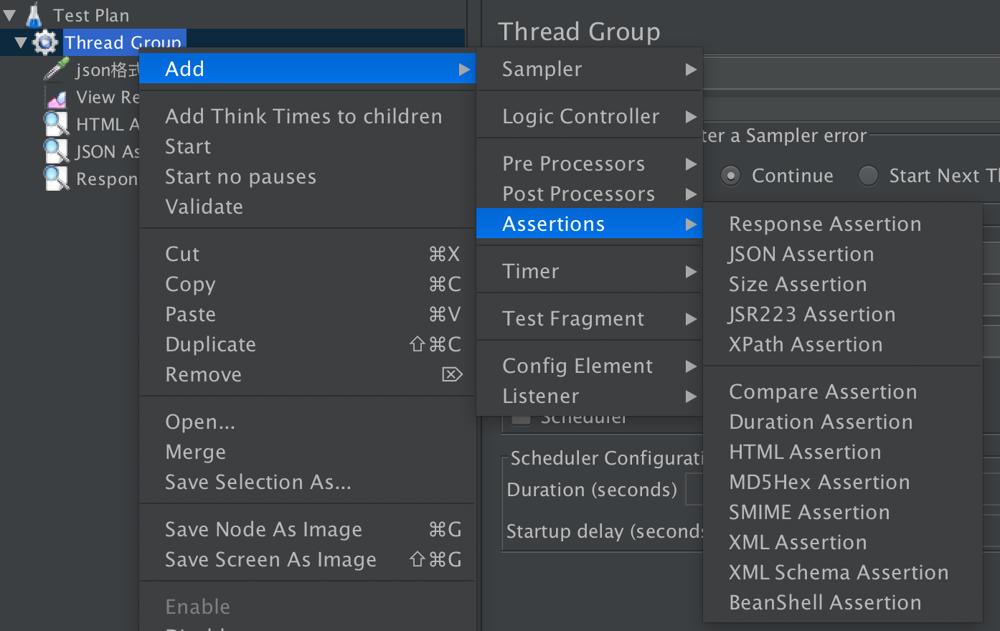 Test Plan
Thread Group
json格式
View Re
HTML A
JSON As
Respon
Add
Add Think Times to children
Start
Start no pauses
Validate
Cut ⌘X
Copy ⌘C
Paste ⌘V
Duplicate ⇧⌘C
Remove ⌦
Open...
Merge
Save Selection As...
Save Node As Image ⌘G
Save Screen As Image ⇧⌘G
Enable
Thread Group
Sampler
Logic Controller
Pre Processors
Post Processors
Assertions
Timer
Test Fragment
Config Element
Listener
ter a Sampler error
Continue Start Next Th
Response Assertion
JSON Assertion
Size Assertion
JSR223 Assertion
XPath Assertion
Compare Assertion
Duration Assertion
HTML Assertion
MD5Hex Assertion
SMIME Assertion
XML Assertion
XML Schema Assertion
BeanShell Assertion
Scheduler
Scheduler Configurati
Duration (seconds)
Startup delay (seconds